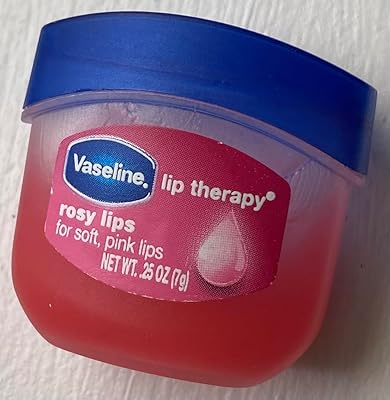 Vaseline. lip therapy®
rosy lips
for soft, pink lips
NET WT. .25 OZ (7g)